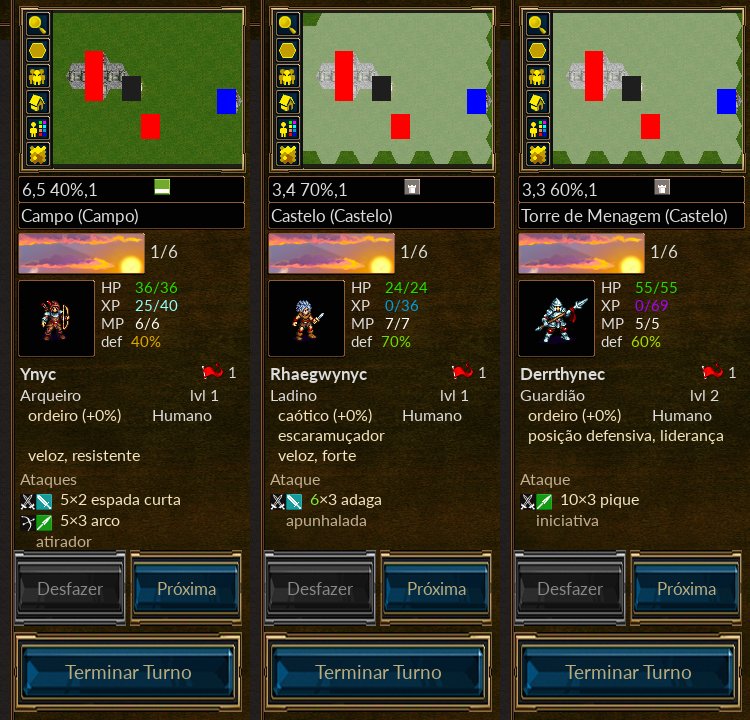 6,5 40%,1
Campo (Campo)
1/6
HP 36/36
XP 25/40
MP 6/6
def 40%
Ynyc 1
Arqueiro lvl 1
ordeiro (+0%) Humano
veloz, resistente
Ataques
5×2 espada curta
5×3 arco
atirador
Desfazer Próxima
Terminar Turno
3,4 70%,1
Castelo (Castelo)
1/6
HP 24/24
XP 0/36
MP 7/7
def 70%
Rhaegwynyc 1
Ladino lvl 1
caótico (+0%) Humano
escaramuçador
veloz, forte
Ataque
6×3 adaga
apunhalada
Desfazer Próxima
Terminar Turno
3,3 60%,1
Torre de Menagem (Castelo)
1/6
HP 55/55
XP 0/69
MP 5/5
def 60%
Derrthynec 1
Guardião lvl 2
ordeiro (+0%) Humano
posição defensiva, liderança
Ataque
10×3 pique
iniciativa
Desfazer Próxima
Terminar Turno